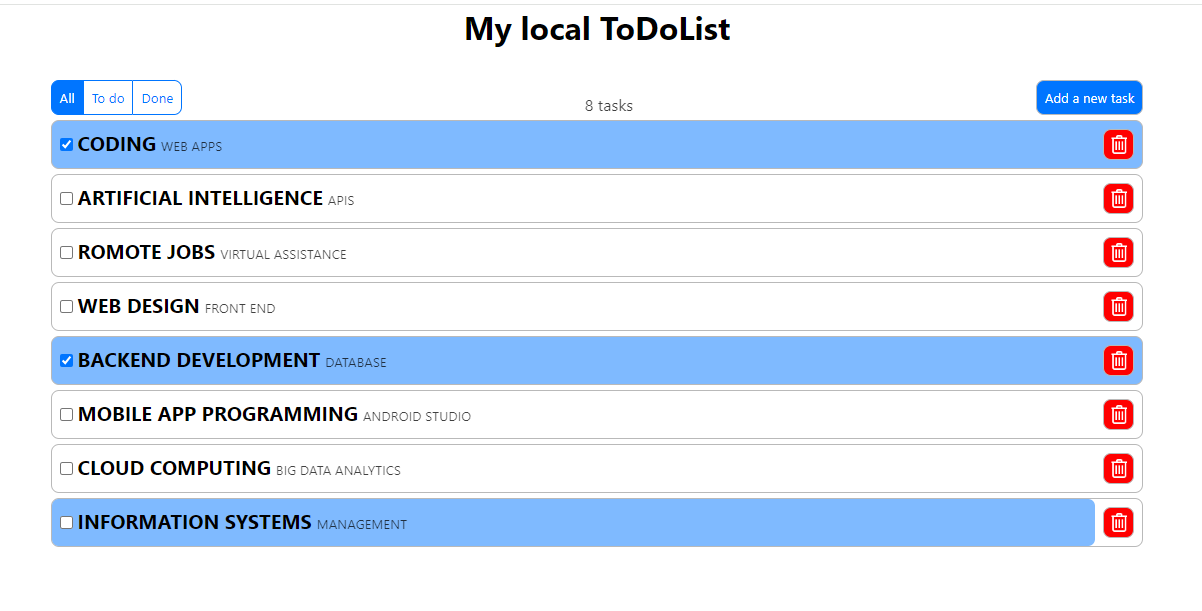 My local ToDoList
All To do Done
8 tasks
Add a new task
CODING WEB APPS
ARTIFICIAL INTELLIGENCE APIS
ROMOTE JOBS VIRTUAL ASSISTANCE
WEB DESIGN FRONT END
BACKEND DEVELOPMENT DATABASE
MOBILE APP PROGRAMMING ANDROID STUDIO
CLOUD COMPUTING BIG DATA ANALYTICS
INFORMATION SYSTEMS MANAGEMENT